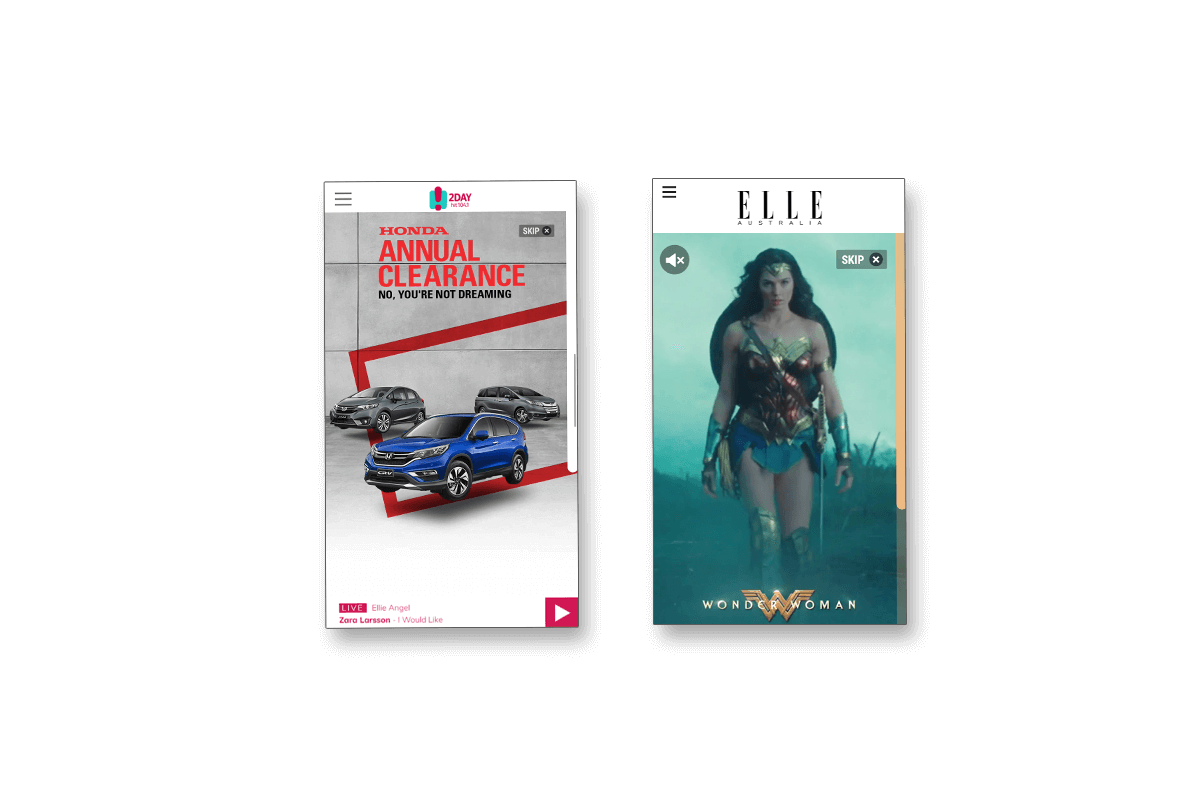 2DAY
hit 104.1
HONDA
SKIP
ANNUAL
CLEARANCE
NO, YOU'RE NOT DREAMING
LIVE Ellie Angel
Zara Larsson - I Would Like
ELLE
AUSTRALIA
SKIP
WONDER WOMAN